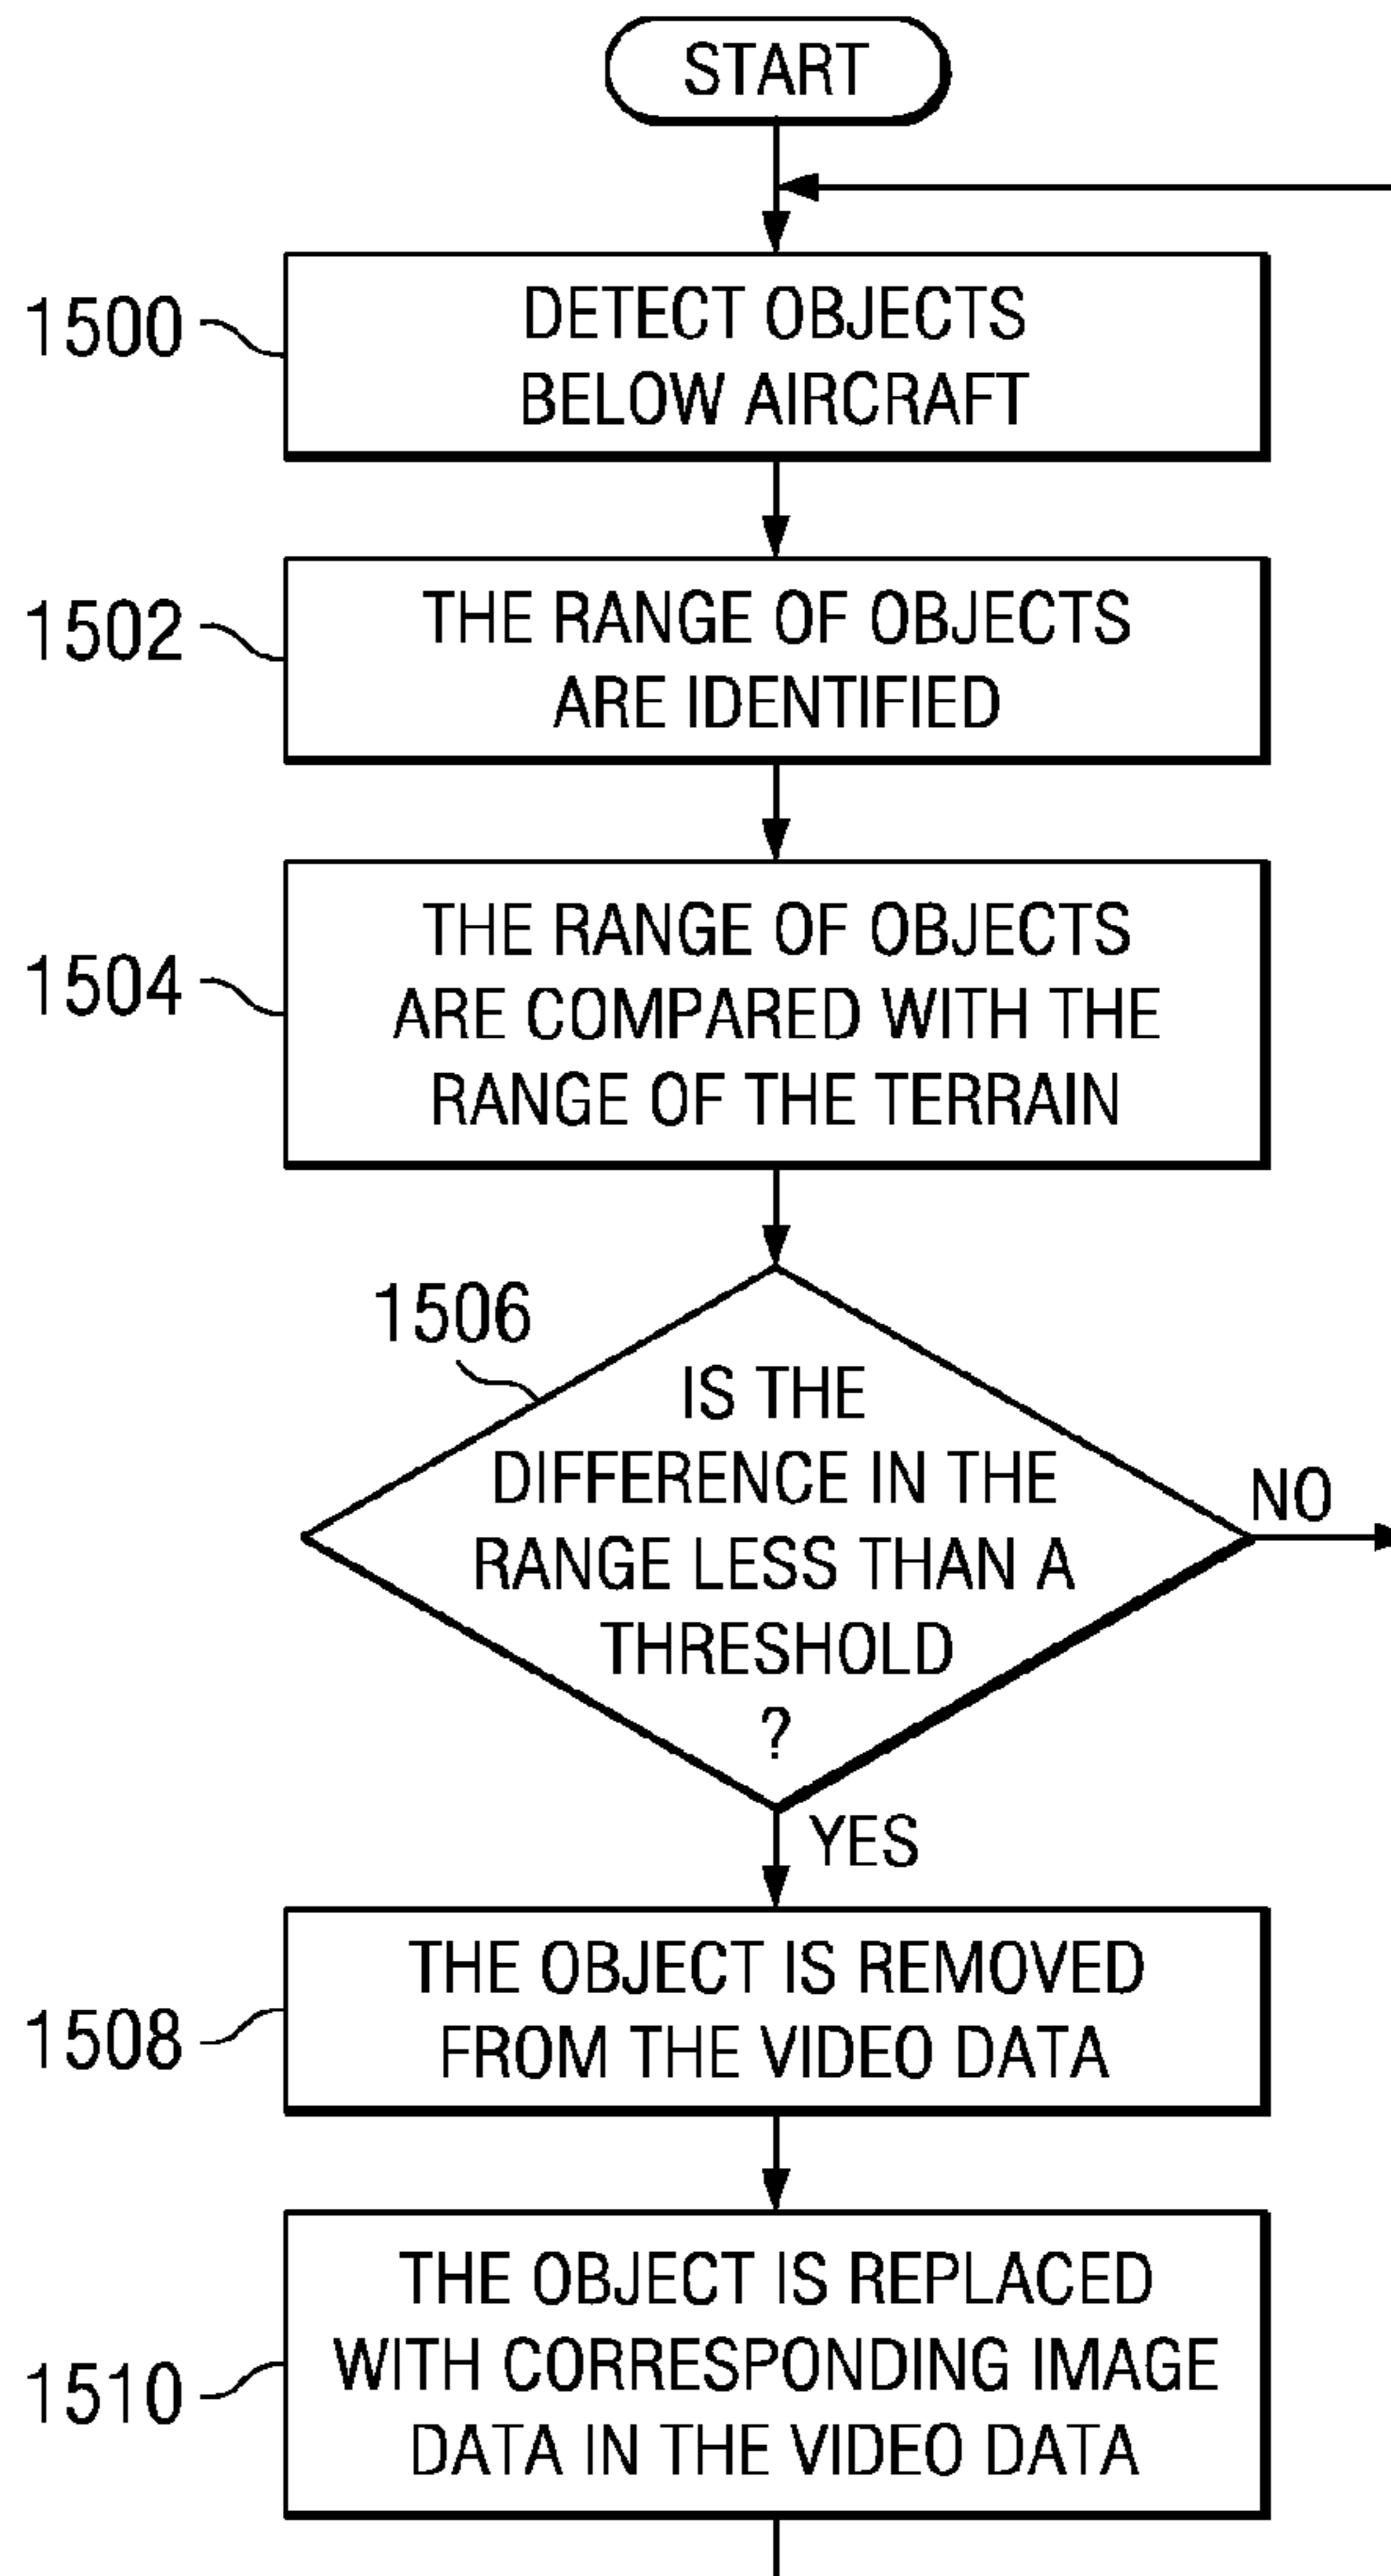 START
1500
DETECT OBJECTS
BELOW AIRCRAFT
1502
THE RANGE OF OBJECTS
ARE IDENTIFIED
1504
THE RANGE OF OBJECTS
ARE COMPARED WITH THE
RANGE OF THE TERRAIN
1506
IS THE
DIFFERENCE IN THE
RANGE LESS THAN A
THRESHOLD
?
NO
YES
1508
THE OBJECT IS REMOVED
FROM THE VIDEO DATA
1510
THE OBJECT IS REPLACED
WITH CORRESPONDING IMAGE
DATA IN THE VIDEO DATA